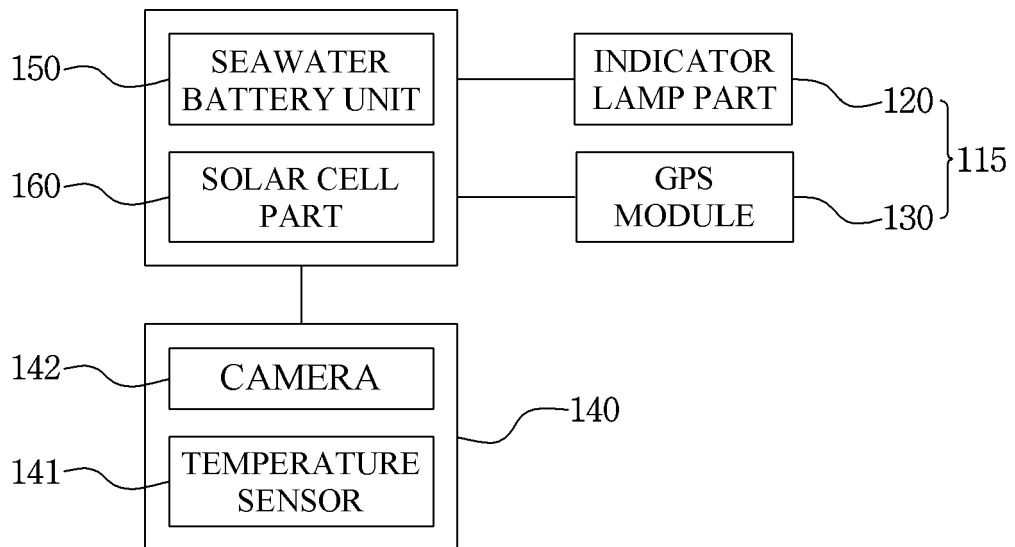 150
SEAWATER
BATTERY UNIT
INDICATOR
LAMP PART
120
115
160
SOLAR CELL
PART
GPS
MODULE
130
142
CAMERA
140
141
TEMPERATURE
SENSOR